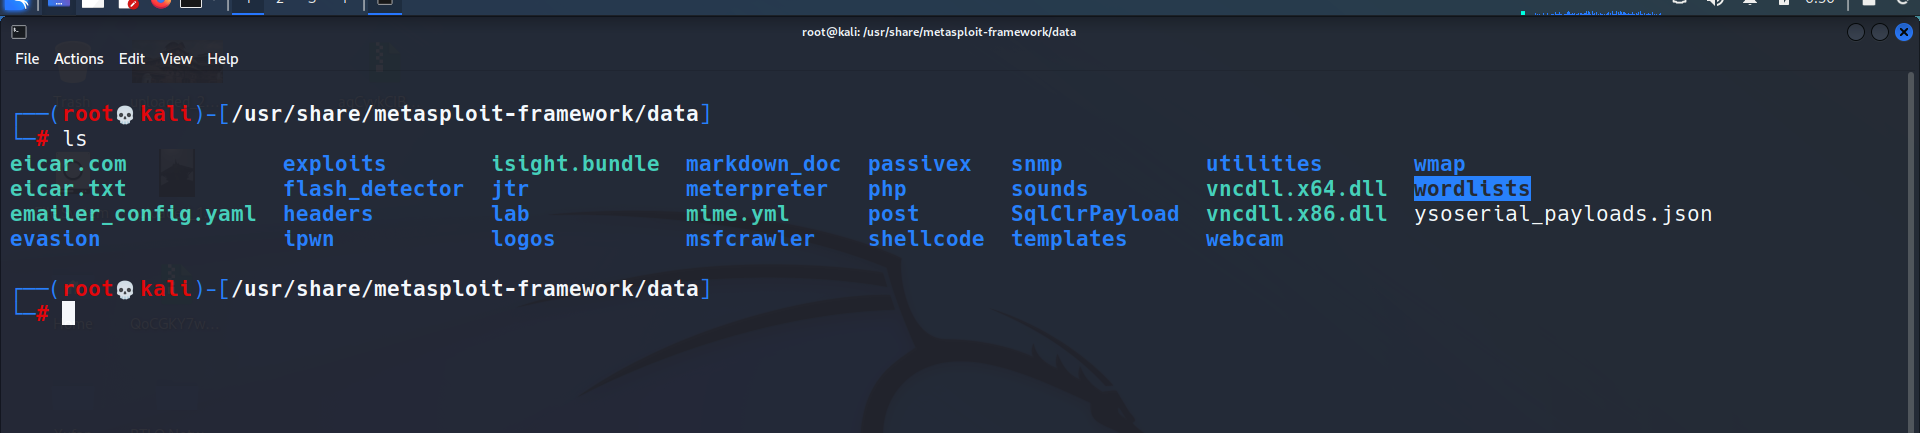 root@kali: /usr/share/metasploit-framework/data
File Actions Edit View Help
┌──(root💀kali)-[/usr/share/metasploit-framework/data]
└─# ls
eicar.com exploits isight.bundle markdown_doc passivex snmp utilities wmap
eicar.txt flash_detector jtr meterpreter php sounds vncdll.x64.dll wordlists
emailer_config.yaml headers lab mime.yml post SqlClrPayload vncdll.x86.dll ysoserial_payloads.json
evasion ipwn logos msfcrawler shellcode templates webcam
┌──(root💀kali)-[/usr/share/metasploit-framework/data]
└─#